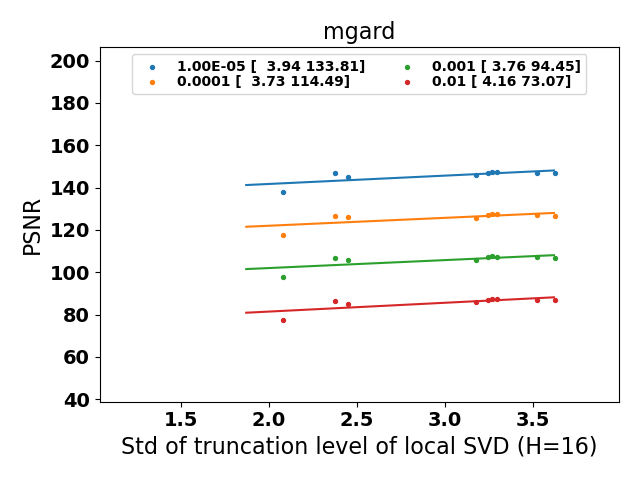 mgard
1.00E-05 [  3.94 133.81]
0.0001 [  3.73 114.49]
0.001 [ 3.76 94.45]
0.01 [ 4.16 73.07]
PSNR
200
180
160
140
120
100
80
60
40
1.5 2.0 2.5 3.0 3.5
Std of truncation level of local SVD (H=16)